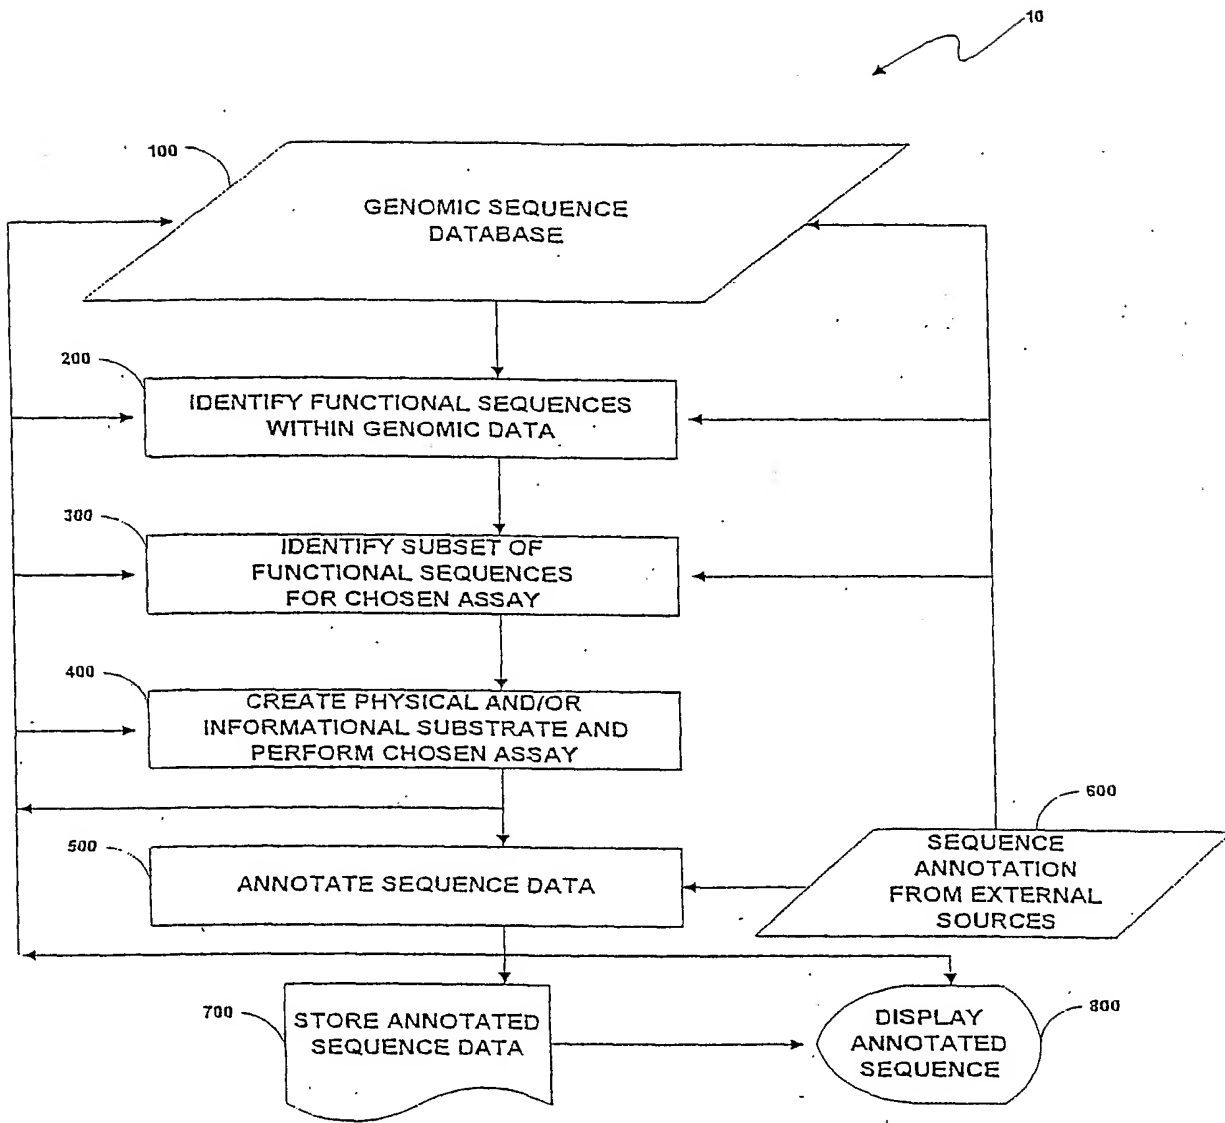 10
100
GENOMIC SEQUENCE
DATABASE
200
IDENTIFY FUNCTIONAL SEQUENCES
WITHIN GENOMIC DATA
300
IDENTIFY SUBSET OF
FUNCTIONAL SEQUENCES
FOR CHOSEN ASSAY
400
CREATE PHYSICAL AND/OR
INFORMATIONAL SUBSTRATE AND
PERFORM CHOSEN ASSAY
500
ANNOTATE SEQUENCE DATA
600
SEQUENCE
ANNOTATION
FROM EXTERNAL
SOURCES
700
STORE ANNOTATED
SEQUENCE DATA
800
DISPLAY
ANNOTATED
SEQUENCE